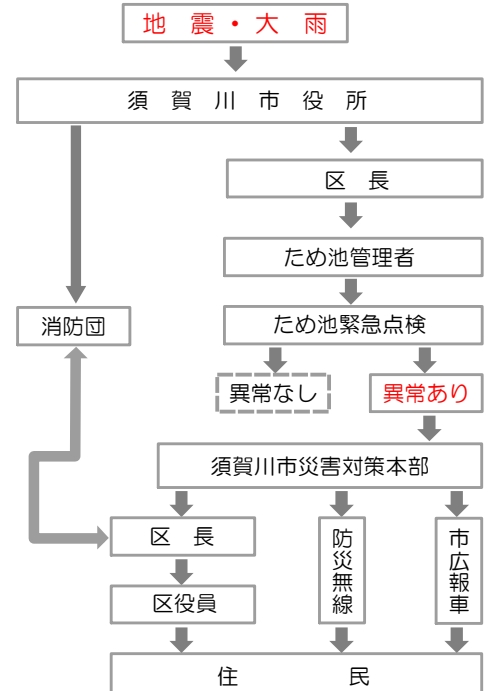 地　震・大　雨
須　賀　川　市　役　所
区　長
ため池管理者
消防団
ため池緊急点検
異常なし
異常あり
須賀川市災害対策本部
区　長
防災無線
市広報車
区役員
住　　　　民